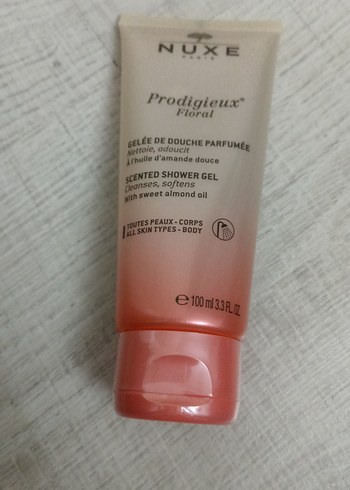 NUXE
PARIS
Prodigieux®
Floral
GELÉE DE DOUCHE PARFUMÉE
Nettoie, adoucit
À l'huile d'amande douce
SCENTED SHOWER GEL
Cleanses, softens
With sweet almond oil
TOUTES PEAUX - CORPS
ALL SKIN TYPES - BODY
℮ 100 ml 3.3 FL.OZ.